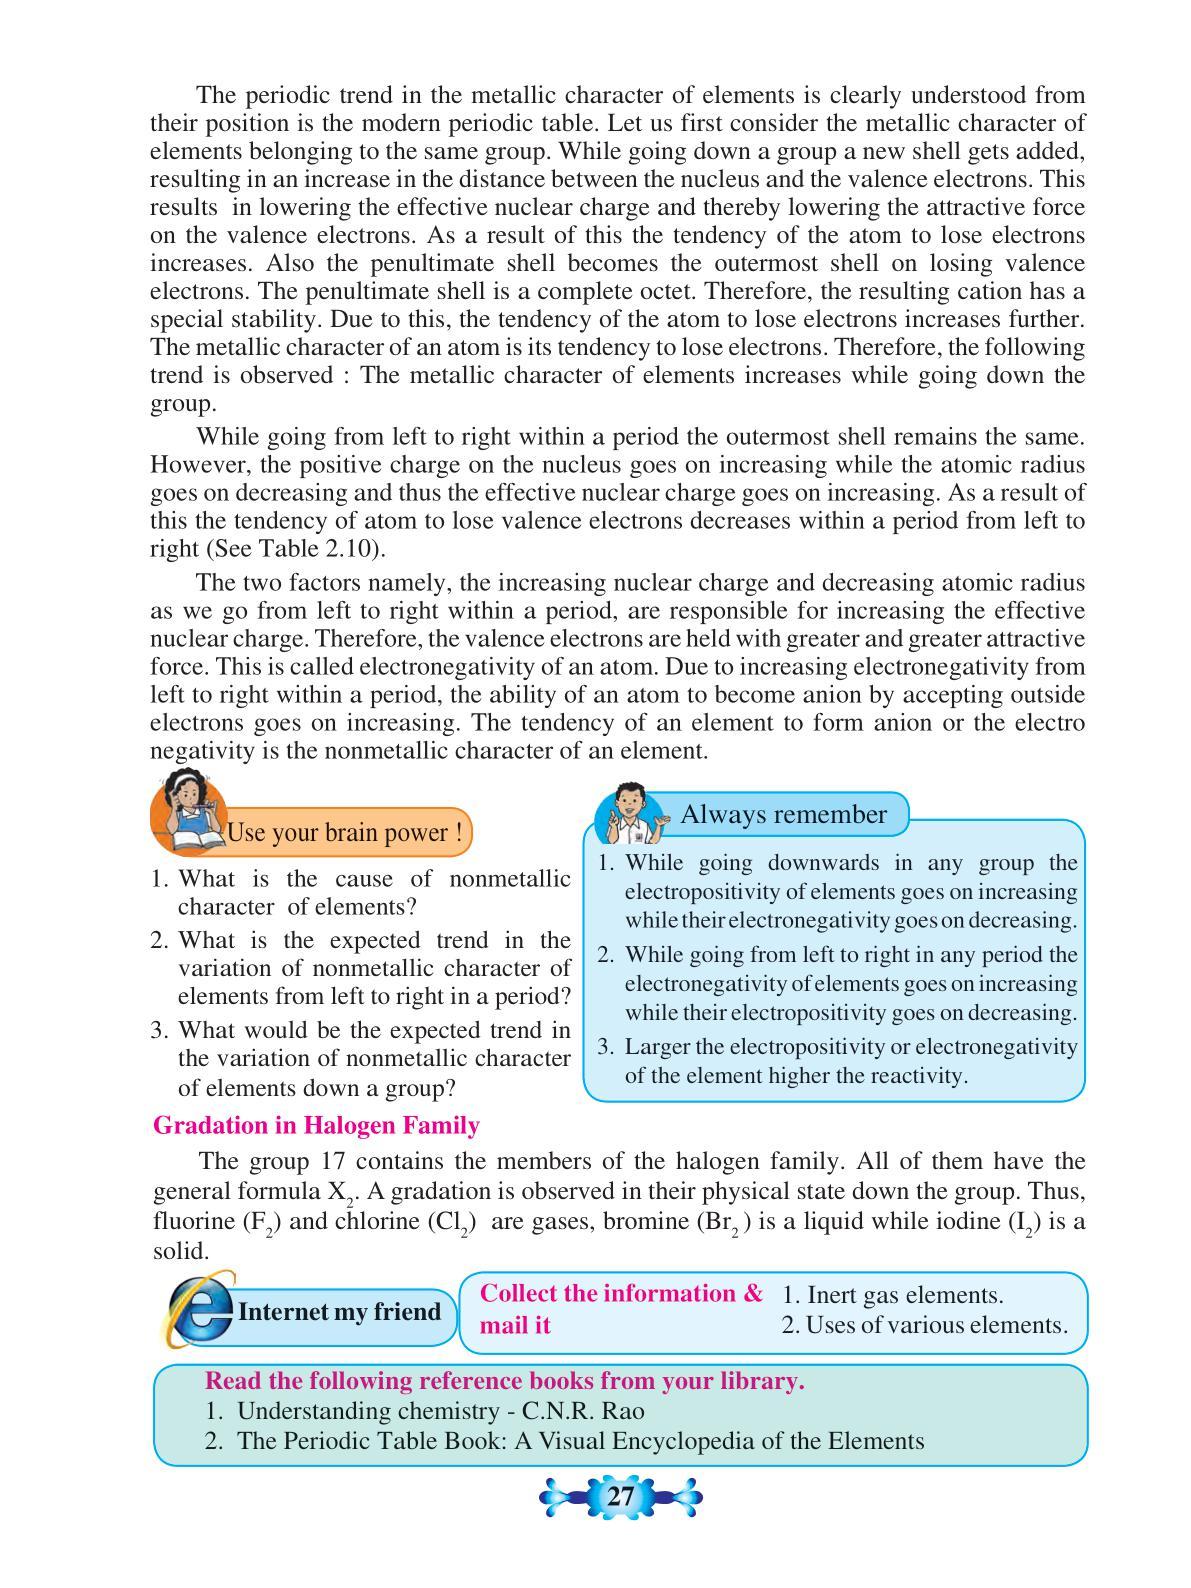 The periodic trend in the metallic character of elements is clearly understood from
their position is the modern periodic table. Let us first consider the metallic character of
elements belonging to the same group. While going down a group a new shell gets added,
resulting in an increase in the distance between the nucleus and the valence electrons. This
results in lowering the effective nuclear charge and thereby lowering the attractive force
on the valence electrons. As a result of this the tendency of the atom to lose electrons
increases. Also the penultimate shell becomes the outermost shell on losing valence
electrons. The penultimate shell is a complete octet. Therefore, the resulting cation has a
special stability. Due to this, the tendency of the atom to lose electrons increases further.
The metallic character of an atom is its tendency to lose electrons. Therefore, the following
trend is observed : The metallic character of elements increases while going down the
group.
While going from left to right within a period the outermost shell remains the same.
However, the positive charge on the nucleus goes on increasing while the atomic radius
goes on decreasing and thus the effective nuclear charge goes on increasing. As a result of
this the tendency of atom to lose valence electrons decreases within a period from left to
right (See Table 2.10).
The two factors namely, the increasing nuclear charge and decreasing atomic radius
as we go from left to right within a period, are responsible for increasing the effective
nuclear charge. Therefore, the valence electrons are held with greater and greater attractive
force. This is called electronegativity of an atom. Due to increasing electronegativity from
left to right within a period, the ability of an atom to become anion by accepting outside
electrons goes on increasing. The tendency of an element to form anion or the electro
negativity is the nonmetallic character of an element.
Use your brain power !
1. What is the cause of nonmetallic
character of elements?
2. What is the expected trend in the
variation of nonmetallic character of
elements from left to right in a period?
3. What would be the expected trend in
the variation of nonmetallic character
of elements down a group?
Always remember
1. While going downwards in any group the
electropositivity of elements goes on increasing
while their electronegativity goes on decreasing.
2. While going from left to right in any period the
electronegativity of elements goes on increasing
while their electropositivity goes on decreasing.
3. Larger the electropositivity or electronegativity
of the element higher the reactivity.
Gradation in Halogen Family
The group 17 contains the members of the halogen family. All of them have the
general formula X₂. A gradation is observed in their physical state down the group. Thus,
fluorine (F₂) and chlorine (Cl₂) are gases, bromine (Br₂ ) is a liquid while iodine (I₂) is a
solid.
Internet my friend
Collect the information &
mail it
1. Inert gas elements.
2. Uses of various elements.
Read the following reference books from your library.
1. Understanding chemistry - C.N.R. Rao
2. The Periodic Table Book: A Visual Encyclopedia of the Elements
27